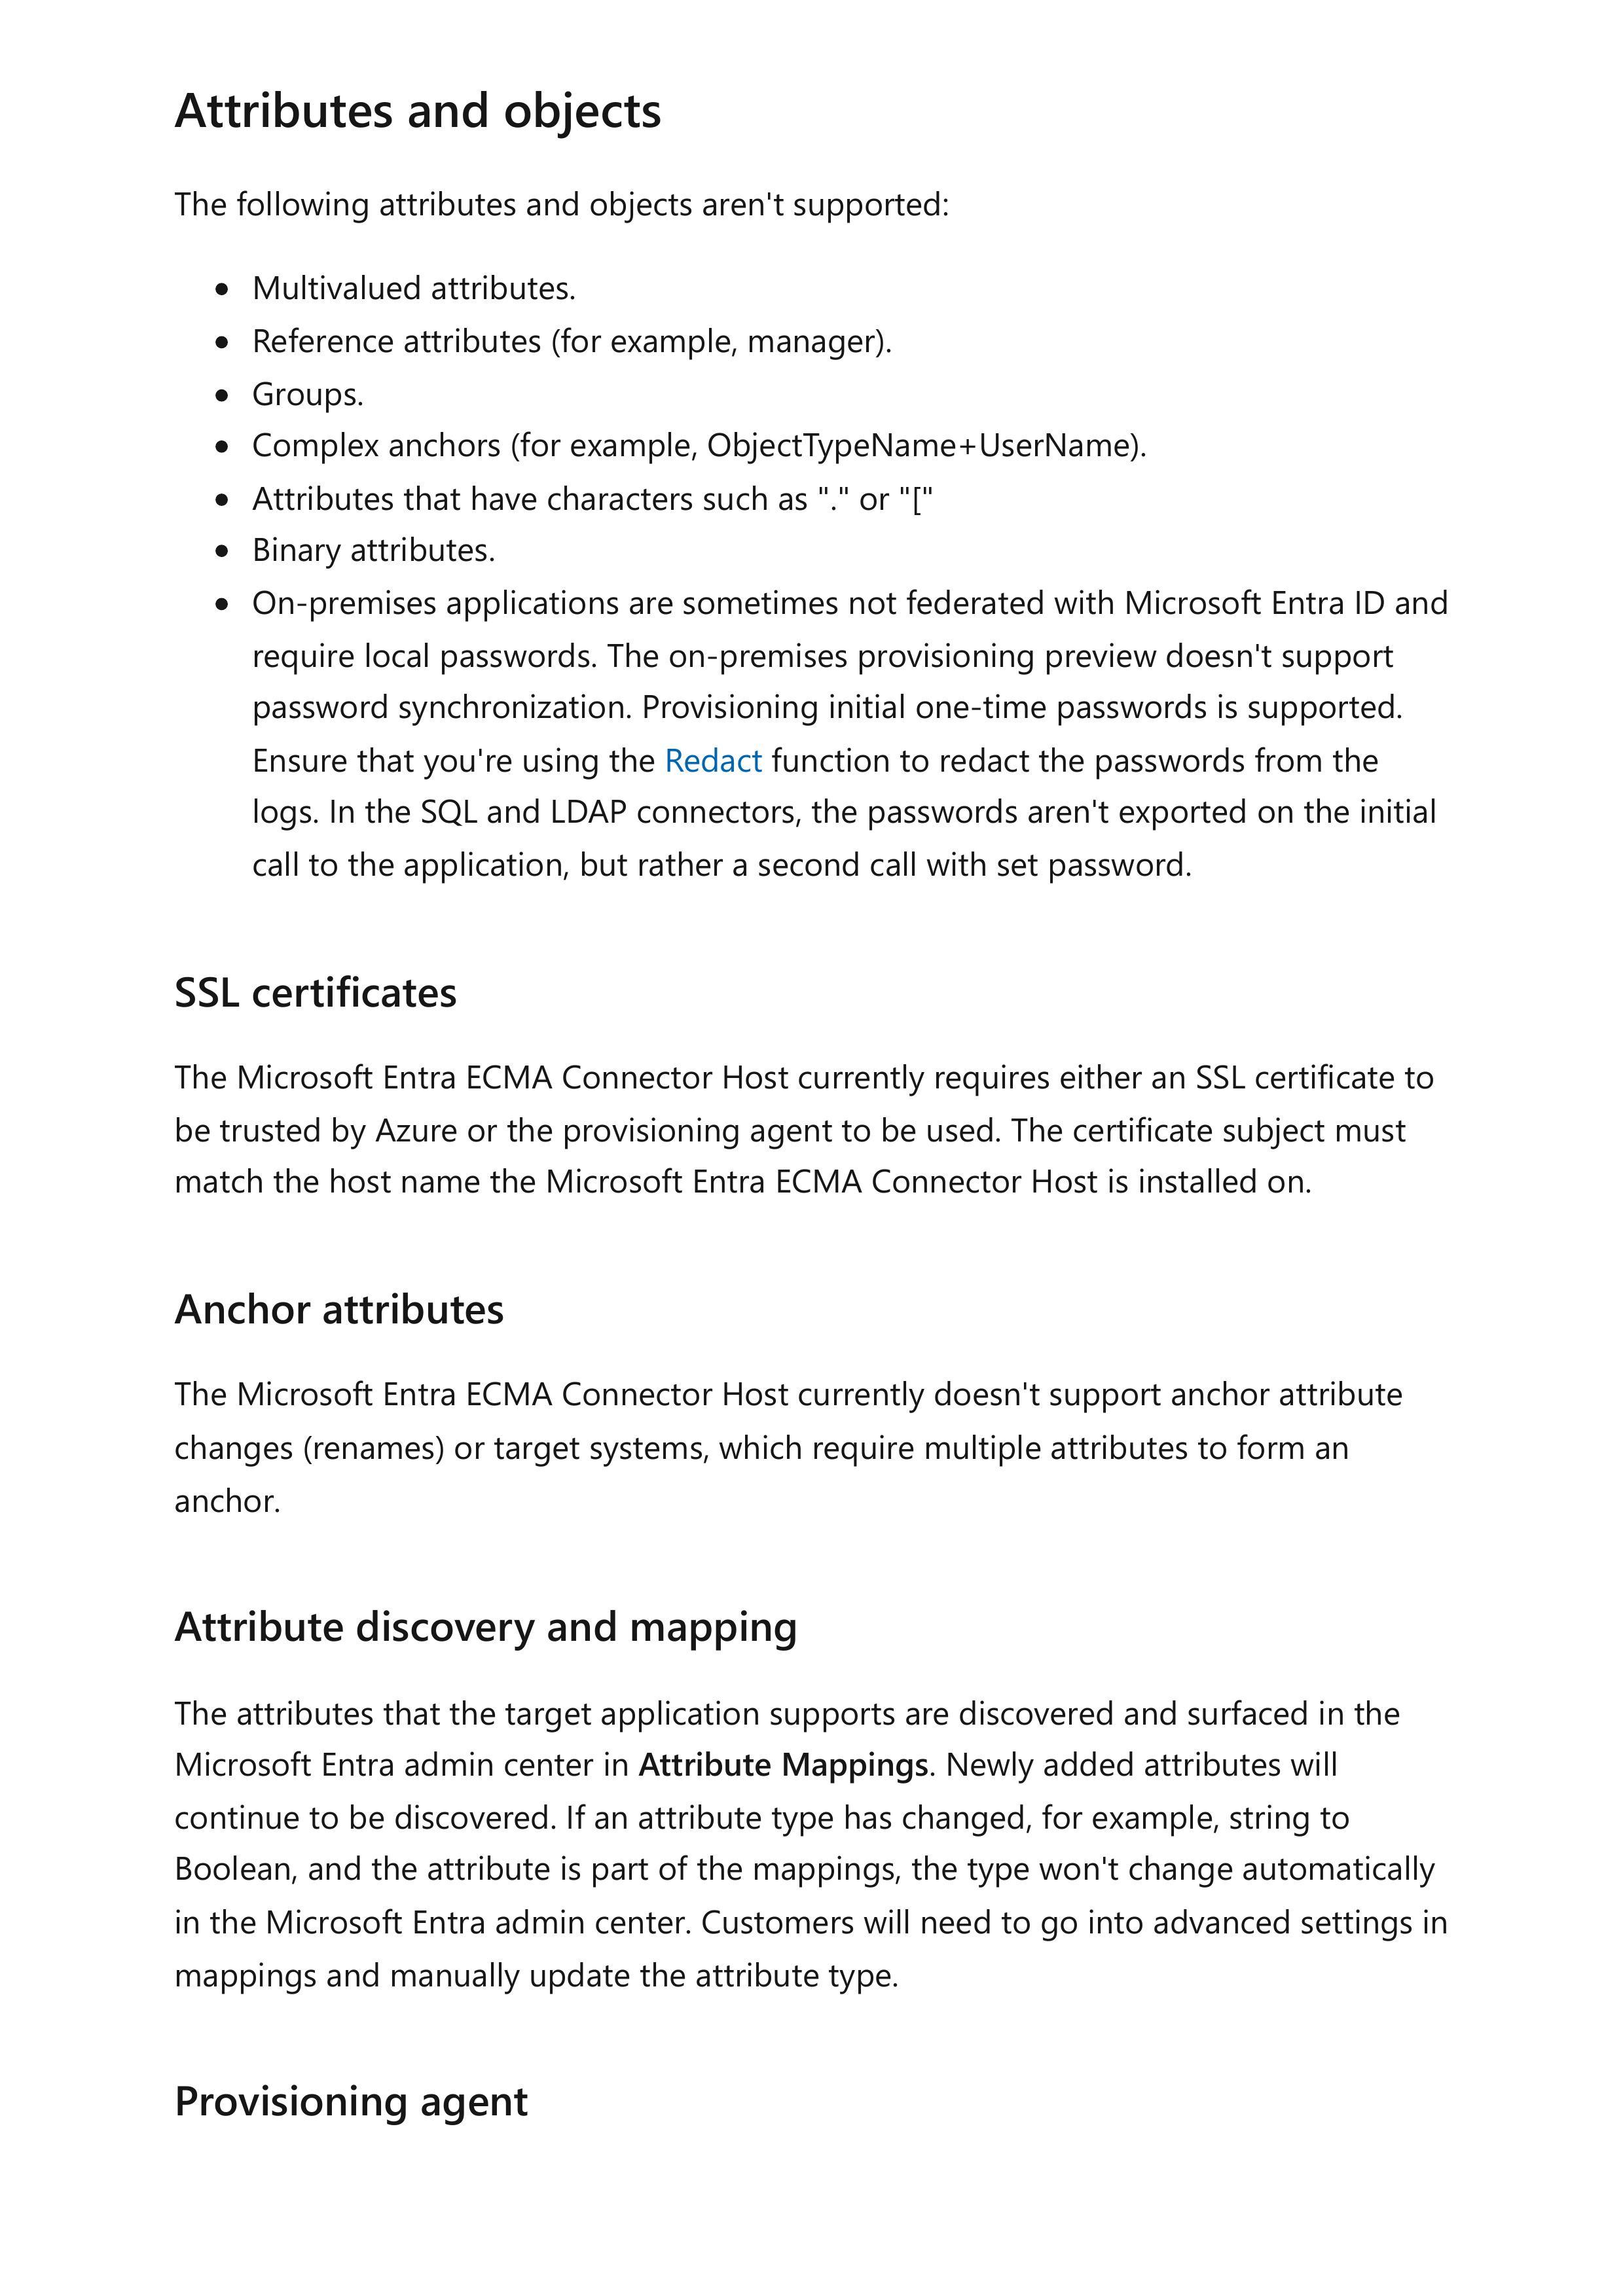 Attributes and objects
The following attributes and objects aren't supported:
• Multivalued attributes.
• Reference attributes (for example, manager).
• Groups.
• Complex anchors (for example, ObjectTypeName+UserName).
• Attributes that have characters such as "." or "["
• Binary attributes.
• On-premises applications are sometimes not federated with Microsoft Entra ID and
require local passwords. The on-premises provisioning preview doesn't support
password synchronization. Provisioning initial one-time passwords is supported.
Ensure that you're using the Redact function to redact the passwords from the
logs. In the SQL and LDAP connectors, the passwords aren't exported on the initial
call to the application, but rather a second call with set password.
SSL certificates
The Microsoft Entra ECMA Connector Host currently requires either an SSL certificate to
be trusted by Azure or the provisioning agent to be used. The certificate subject must
match the host name the Microsoft Entra ECMA Connector Host is installed on.
Anchor attributes
The Microsoft Entra ECMA Connector Host currently doesn't support anchor attribute
changes (renames) or target systems, which require multiple attributes to form an
anchor.
Attribute discovery and mapping
The attributes that the target application supports are discovered and surfaced in the
Microsoft Entra admin center in Attribute Mappings. Newly added attributes will
continue to be discovered. If an attribute type has changed, for example, string to
Boolean, and the attribute is part of the mappings, the type won't change automatically
in the Microsoft Entra admin center. Customers will need to go into advanced settings in
mappings and manually update the attribute type.
Provisioning agent